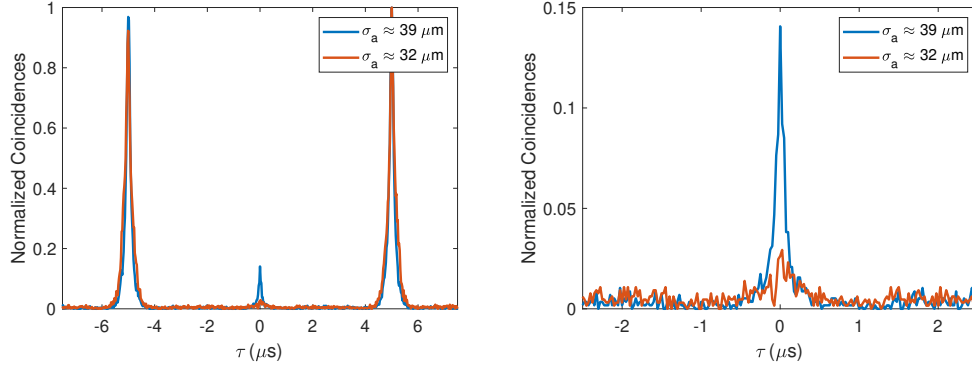 Normalized Coincidences
1
0.8
0.6
0.4
0.2
0
-6
-4
-2
0
2
4
6
τ (μs)
σa ≈ 39 μm
σa ≈ 32 μm
Normalized Coincidences
0.15
0.1
0.05
0
-2
-1
0
1
2
τ (μs)
σa ≈ 39 μm
σa ≈ 32 μm